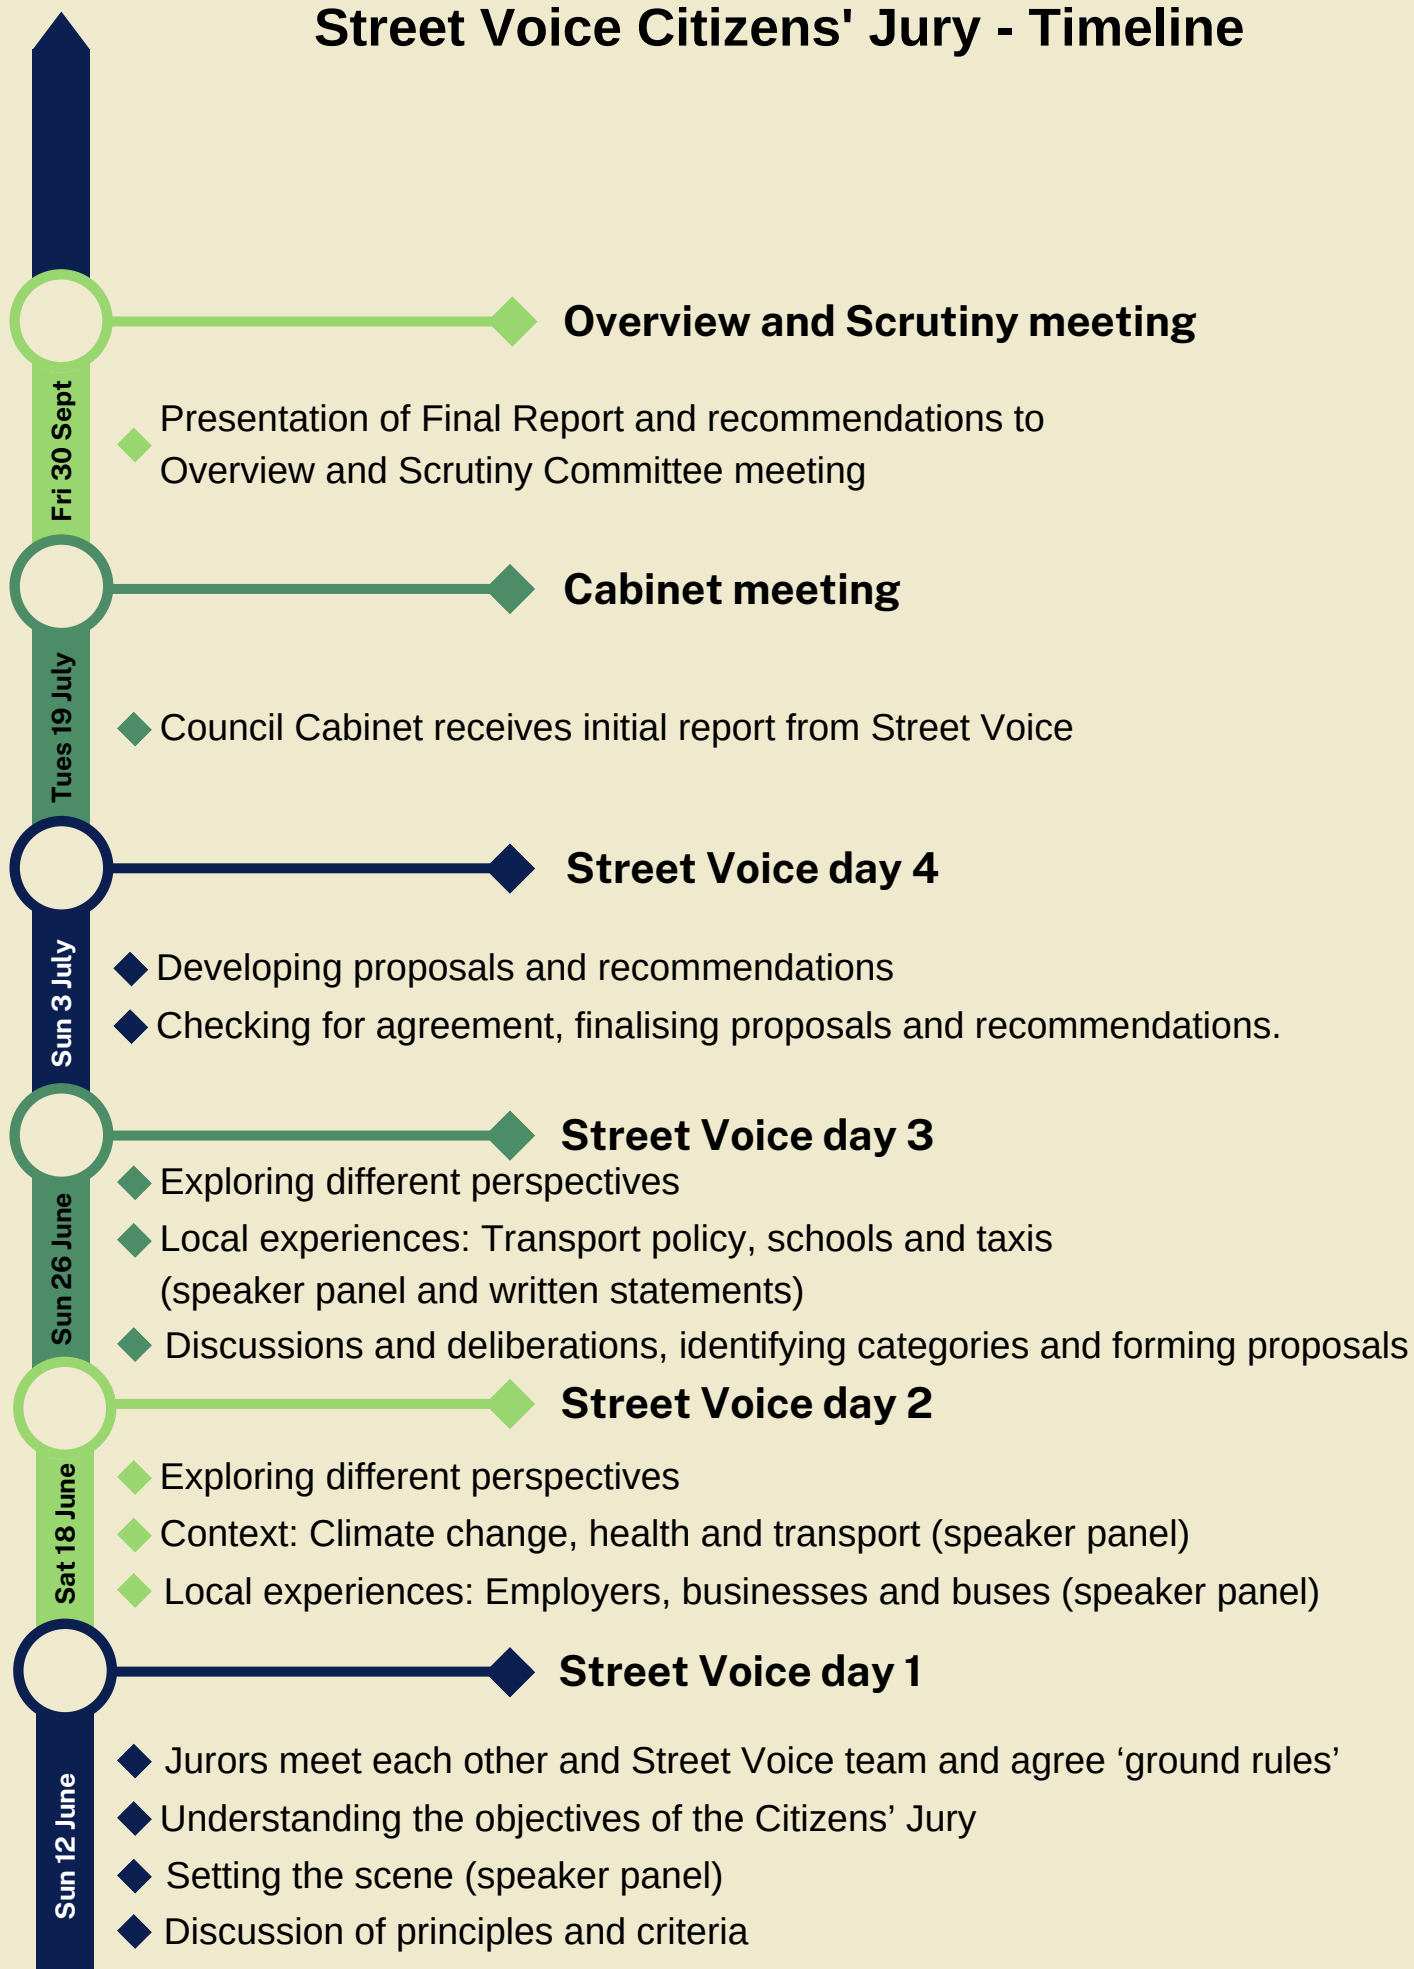 Street Voice Citizens' Jury - Timeline
Overview and Scrutiny meeting
Fri 30 Sept
Presentation of Final Report and recommendations to
Overview and Scrutiny Committee meeting
Cabinet meeting
Tues 19 July
Council Cabinet receives initial report from Street Voice
Street Voice day 4
Sun 3 July
Developing proposals and recommendations
Checking for agreement, finalising proposals and recommendations.
Street Voice day 3
Sun 26 June
Exploring different perspectives
Local experiences: Transport policy, schools and taxis
(speaker panel and written statements)
Discussions and deliberations, identifying categories and forming proposals
Street Voice day 2
Sat 18 June
Exploring different perspectives
Context: Climate change, health and transport (speaker panel)
Local experiences: Employers, businesses and buses (speaker panel)
Street Voice day 1
Sun 12 June
Jurors meet each other and Street Voice team and agree ‘ground rules’
Understanding the objectives of the Citizens’ Jury
Setting the scene (speaker panel)
Discussion of principles and criteria